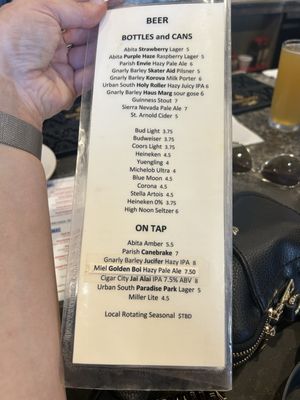 BEER
BOTTLES and CANS
Abita Strawberry Lager 5
Abita Purple Haze Raspberry Lager 5
Parish Envie Hazy Pale Ale 6
Gnarly Barley Skater Aid Pilsner 5
Gnarly Barley Korova Milk Porter 6
Urban South Holy Roller Hazy Juicy IPA 6
Gnarly Barley Haus Marg sour gose 6
Guinness Stout 7
Sierra Nevada Pale Ale 7
St. Arnold Cider 5
Bud Light 3.75
Budweiser 3.75
Coors Light 3.75
Heineken 4.5
Yuengling 4
Michelob Ultra 4
Blue Moon 4.5
Corona 4.5
Stella Artois 4.5
Heineken 0% 3.75
High Noon Seltzer 6
ON TAP
Abita Amber 5.5
Parish Canebrake 7
Gnarly Barley Jucifer Hazy IPA 8
Miel Golden Boi Hazy Pale Ale 7.50
Cigar City Jai Alai IPA 7.5% ABV 8
Urban South Paradise Park Lager 5
Miller Lite 4.5
Local Rotating Seasonal $TBD